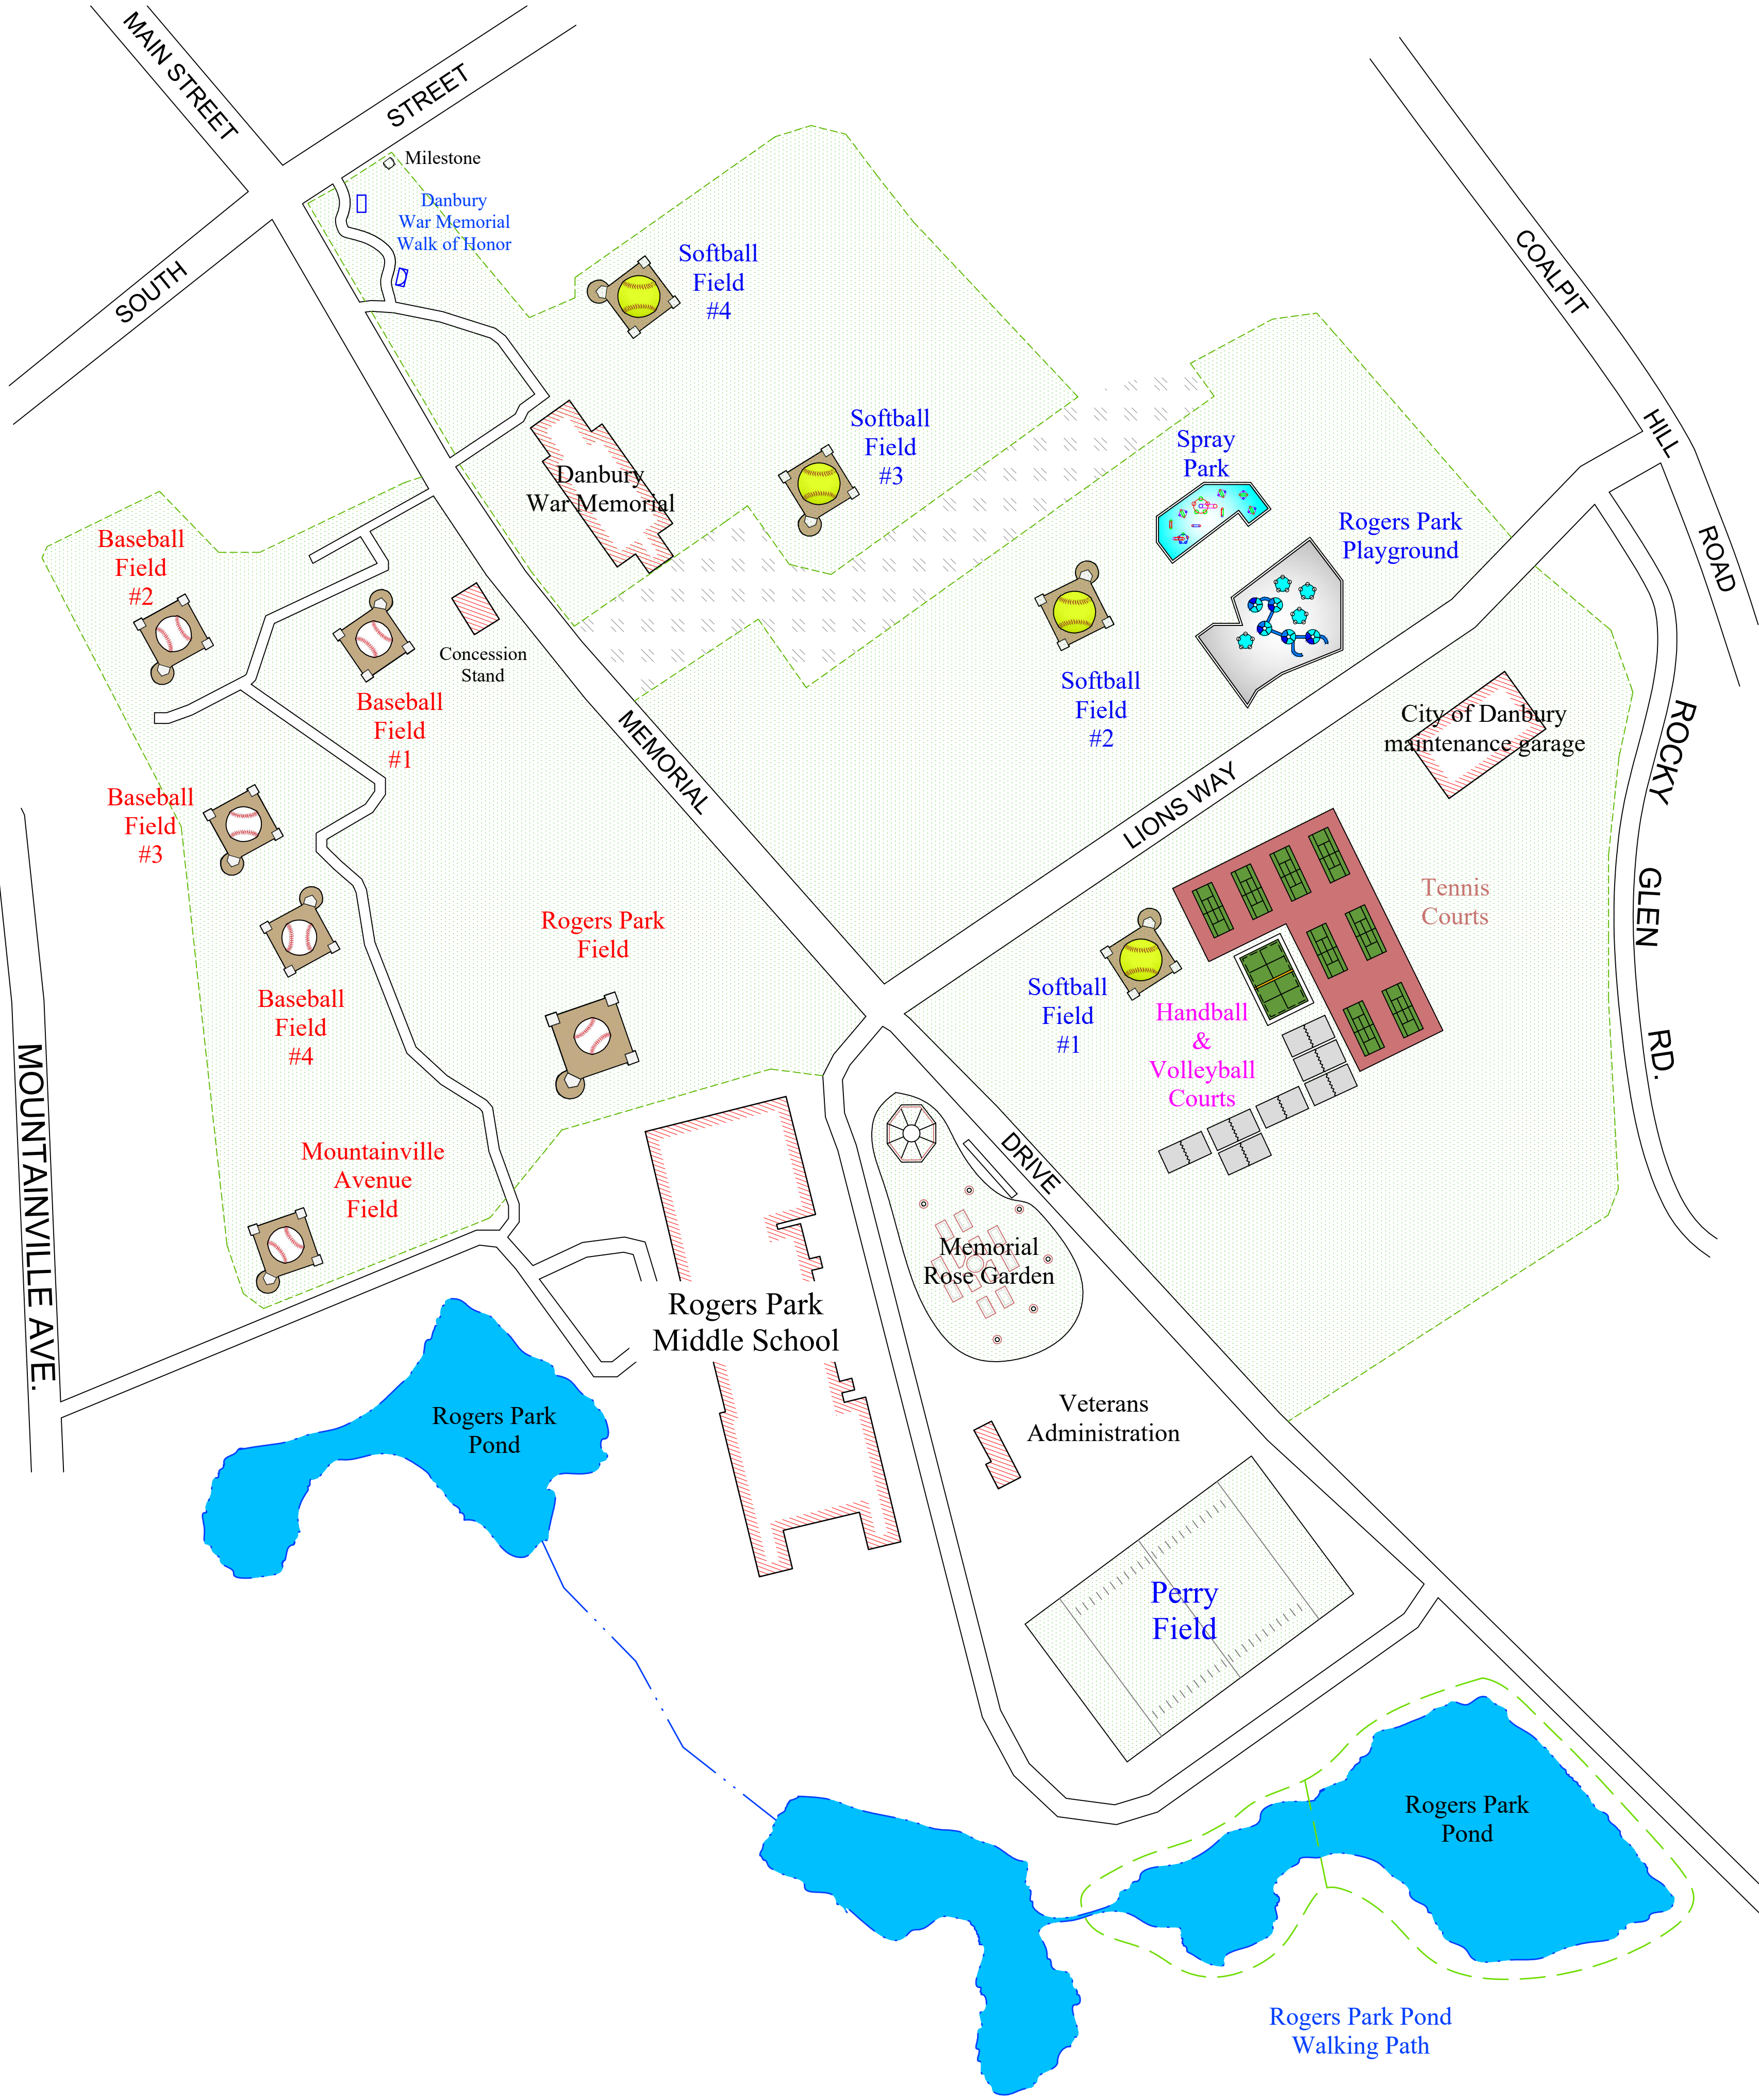 MAIN STREET
SOUTH
STREET
Milestone
Danbury
War Memorial
Walk of Honor
Softball
Field
#4
COALPIT
HILL
ROAD
Softball
Field
#3
Spray
Park
Danbury
War Memorial
Rogers Park
Playground
Baseball
Field
#2
Concession
Stand
Baseball
Field
#1
Softball
Field
#2
MEMORIAL
DRIVE
City of Danbury
maintenance garage
ROCKY
GLEN
RD.
LIONS WAY
Baseball
Field
#3
Tennis
Courts
Rogers Park
Field
Softball
Field
#1
Baseball
Field
#4
Handball
&
Volleyball
Courts
MOUNTAINVILLE AVE.
Mountainville
Avenue
Field
Memorial
Rose Garden
Rogers Park
Middle School
Rogers Park
Pond
Veterans
Administration
Perry
Field
Rogers Park
Pond
Rogers Park Pond
Walking Path